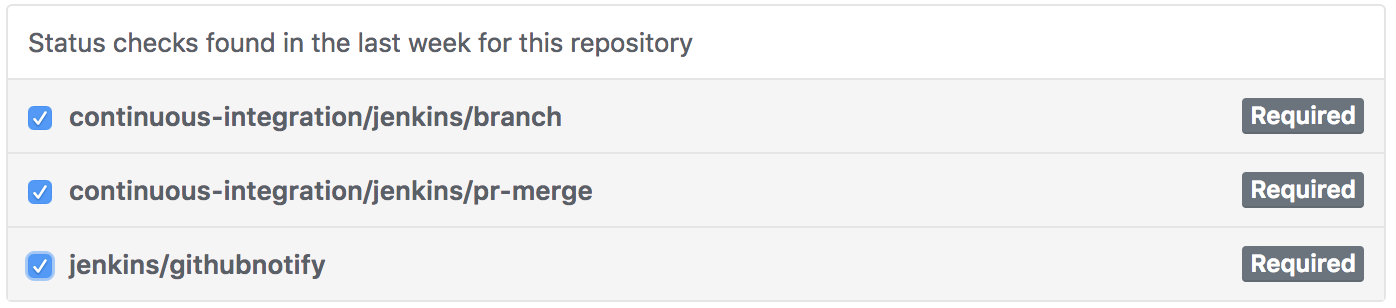 Status checks found in the last week for this repository
continuous-integration/jenkins/branch Required
continuous-integration/jenkins/pr-merge Required
jenkins/githubnotify Required